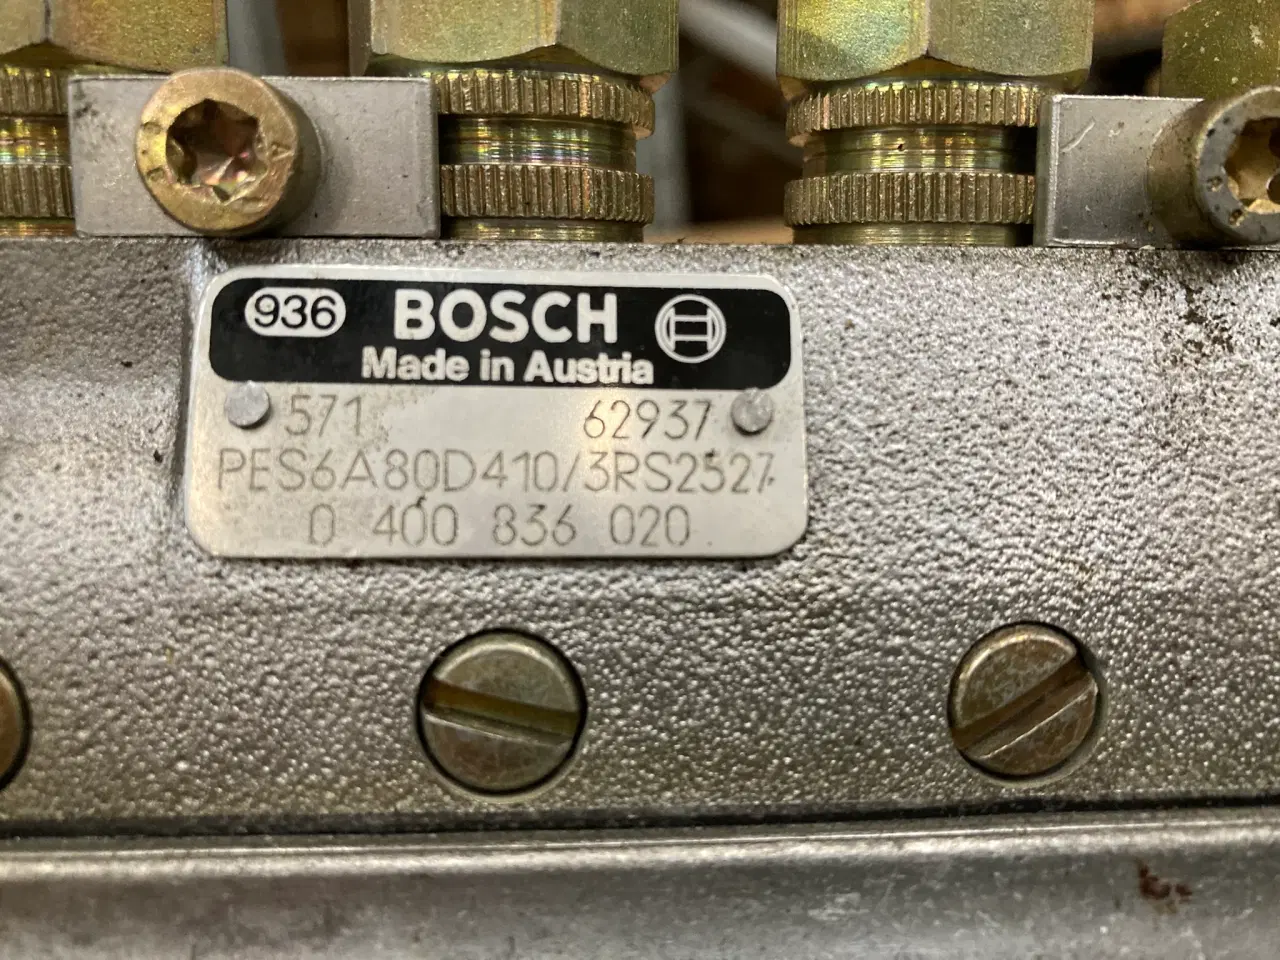 936 BOSCH
Made in Austria
571 62937
PES6A80D410/3RS2527
0 400 836 020